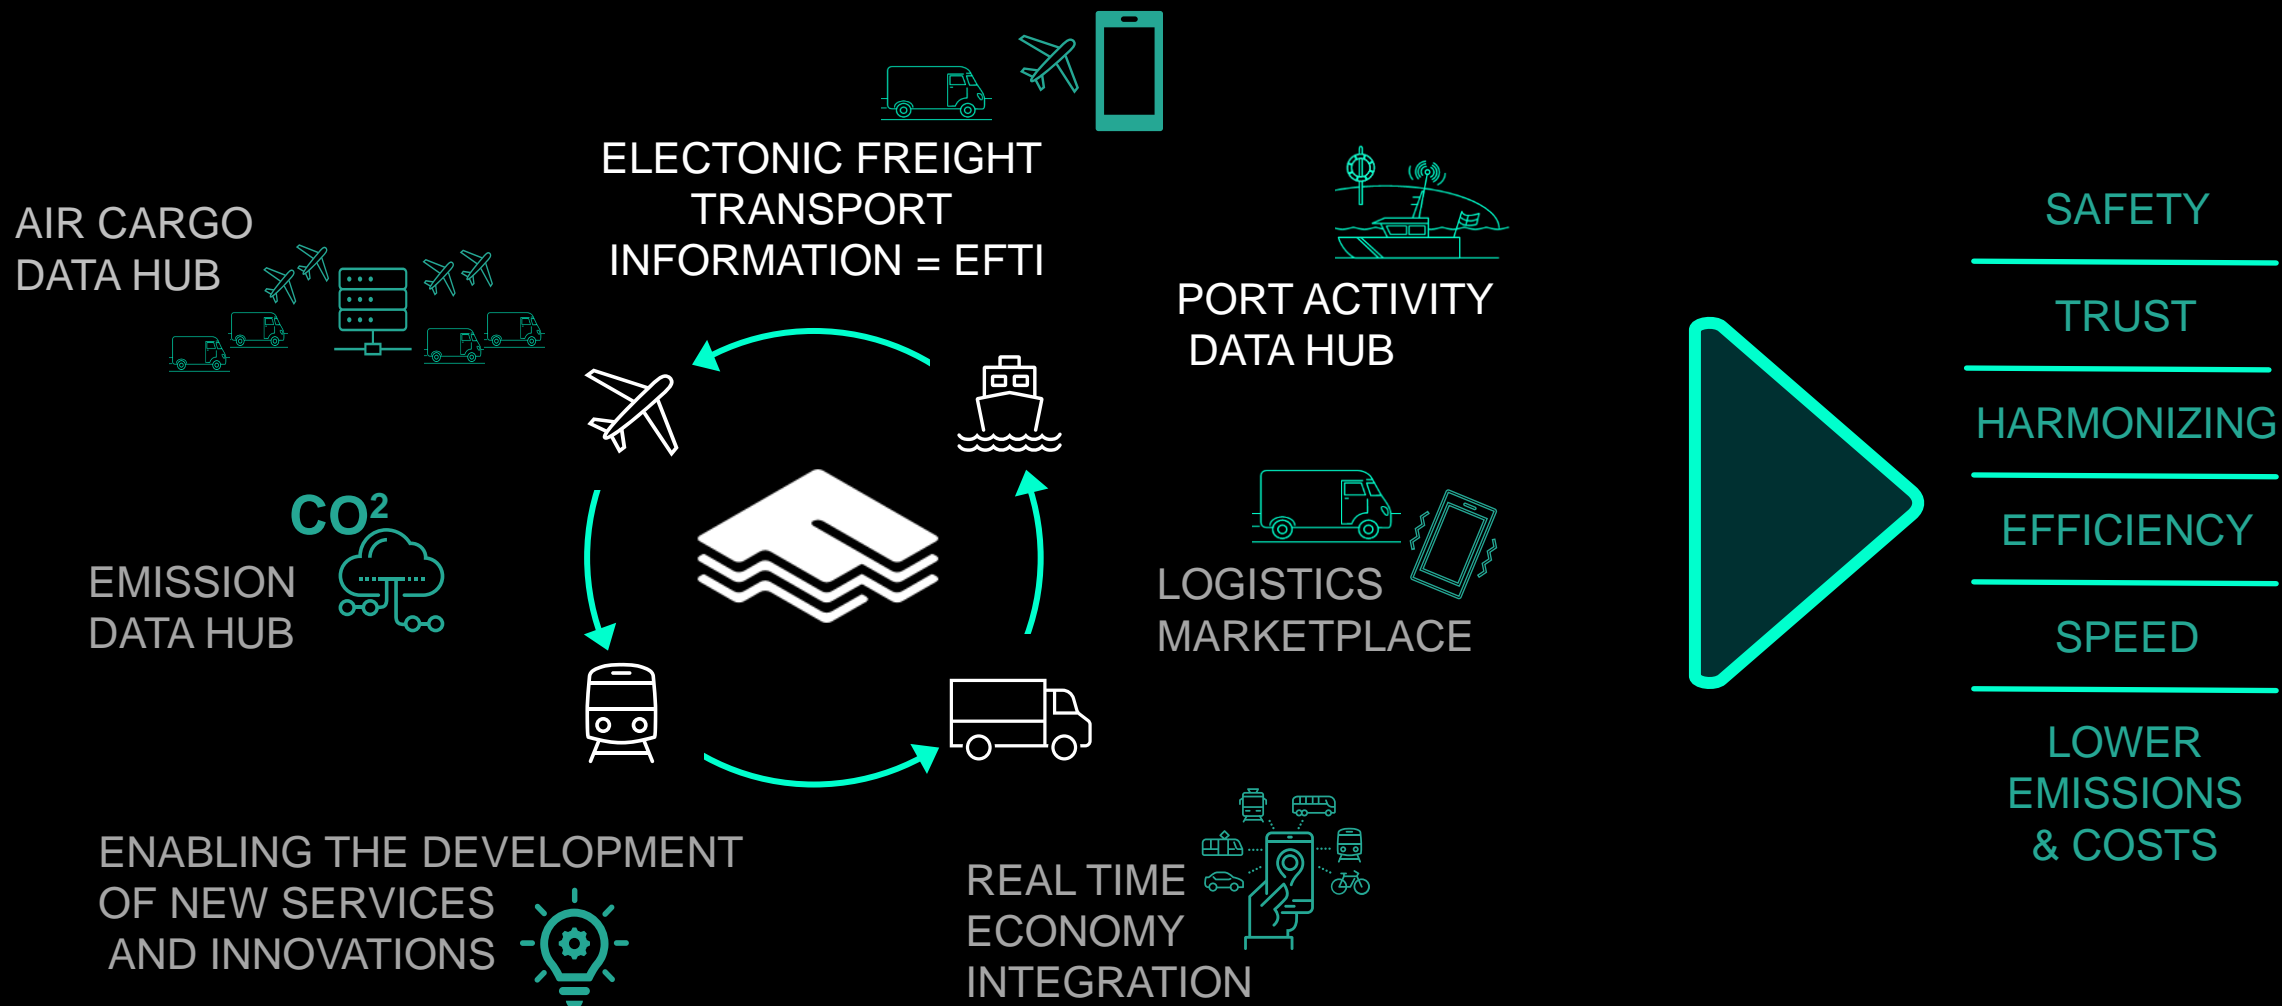 ELECTONIC FREIGHT
TRANSPORT
INFORMATION = EFTI
AIR CARGO
DATA HUB
PORT ACTIVITY
DATA HUB
CO²
EMISSION
DATA HUB
LOGISTICS
MARKETPLACE
ENABLING THE DEVELOPMENT
OF NEW SERVICES
AND INNOVATIONS
REAL TIME
ECONOMY
INTEGRATION
SAFETY
TRUST
HARMONIZING
EFFICIENCY
SPEED
LOWER
EMISSIONS
& COSTS